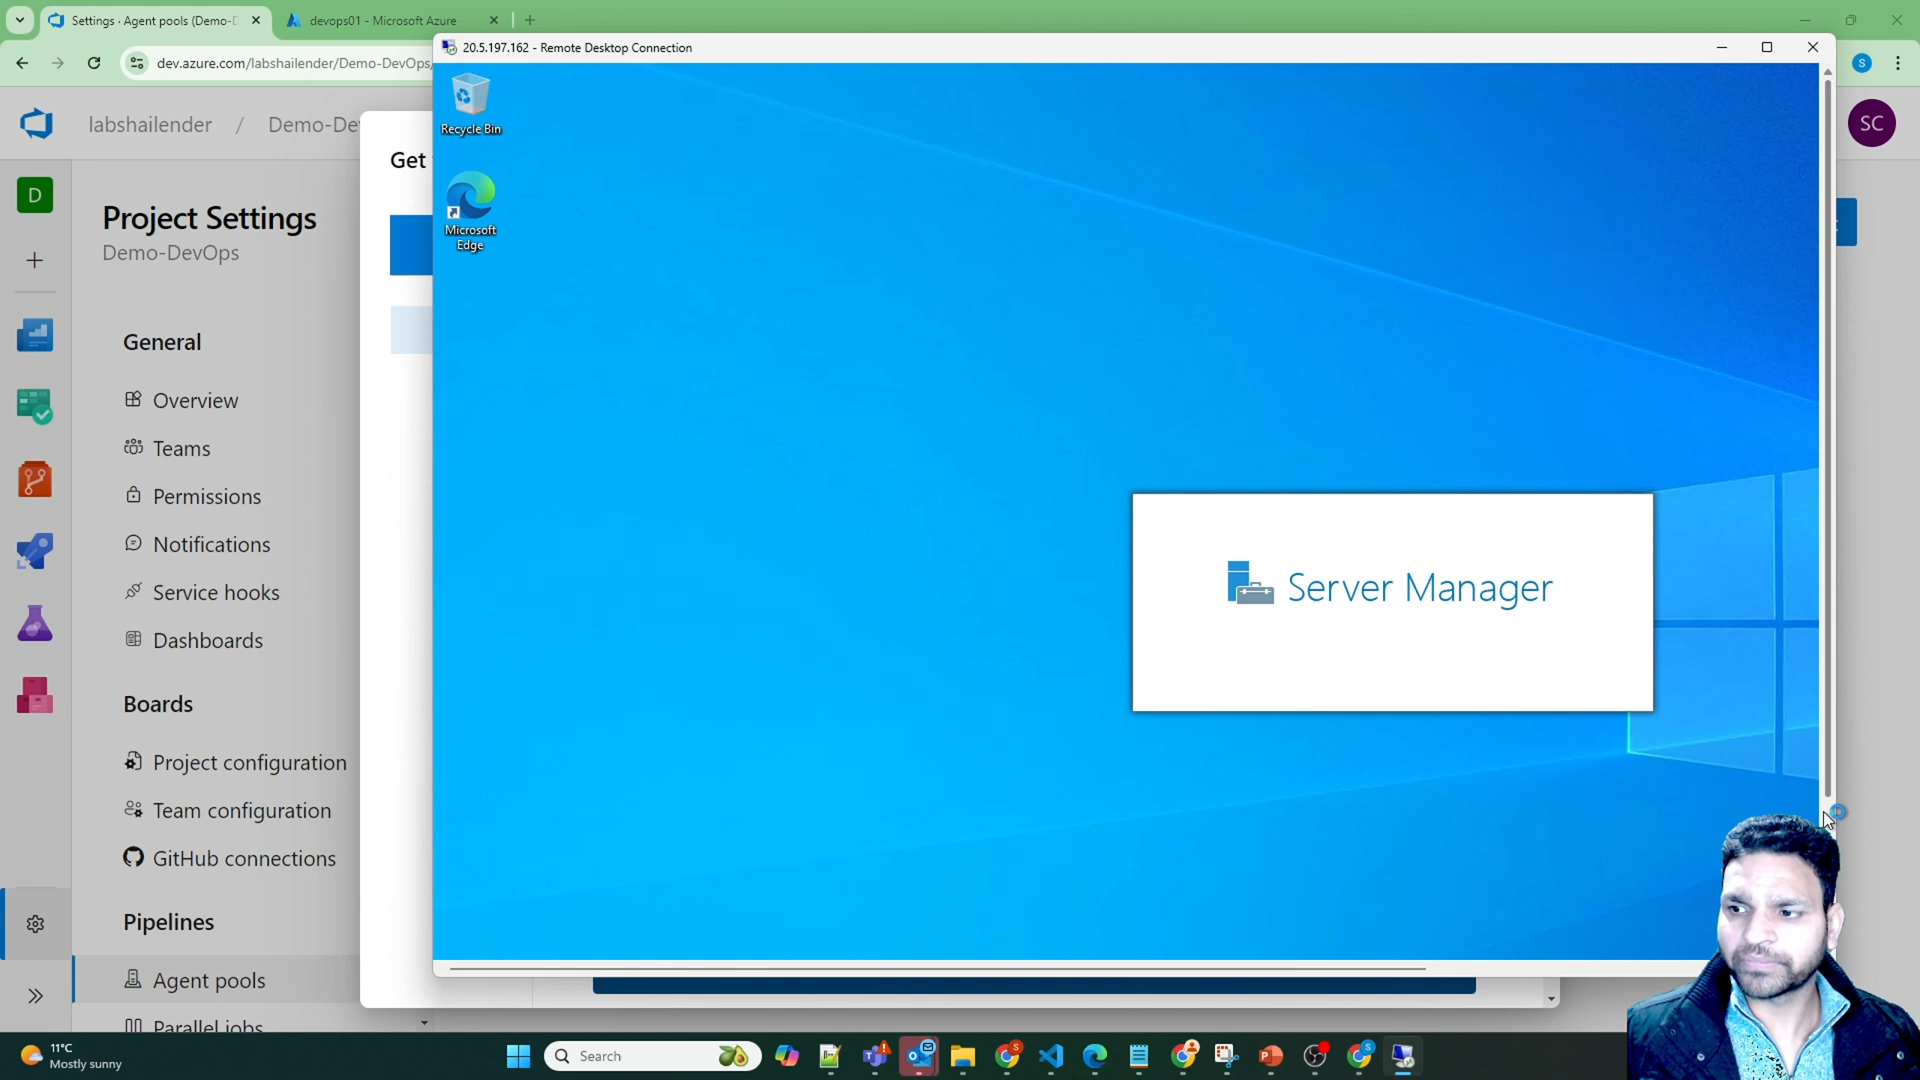 Settings · Agent pools (Demo-D
devops01 - Microsoft Azure
dev.azure.com/labshailender/Demo-DevOps/
20.5.197.162 - Remote Desktop Connection
S
labshailender / Demo-De
SC
Get
Recycle Bin
Microsoft
Edge
D
Project Settings
Demo-DevOps
General
Overview
Teams
Permissions
Notifications
Service hooks
Dashboards
Boards
Project configuration
Team configuration
GitHub connections
Pipelines
Agent pools
Parallel jobs
Server Manager
11°C
Mostly sunny
Search